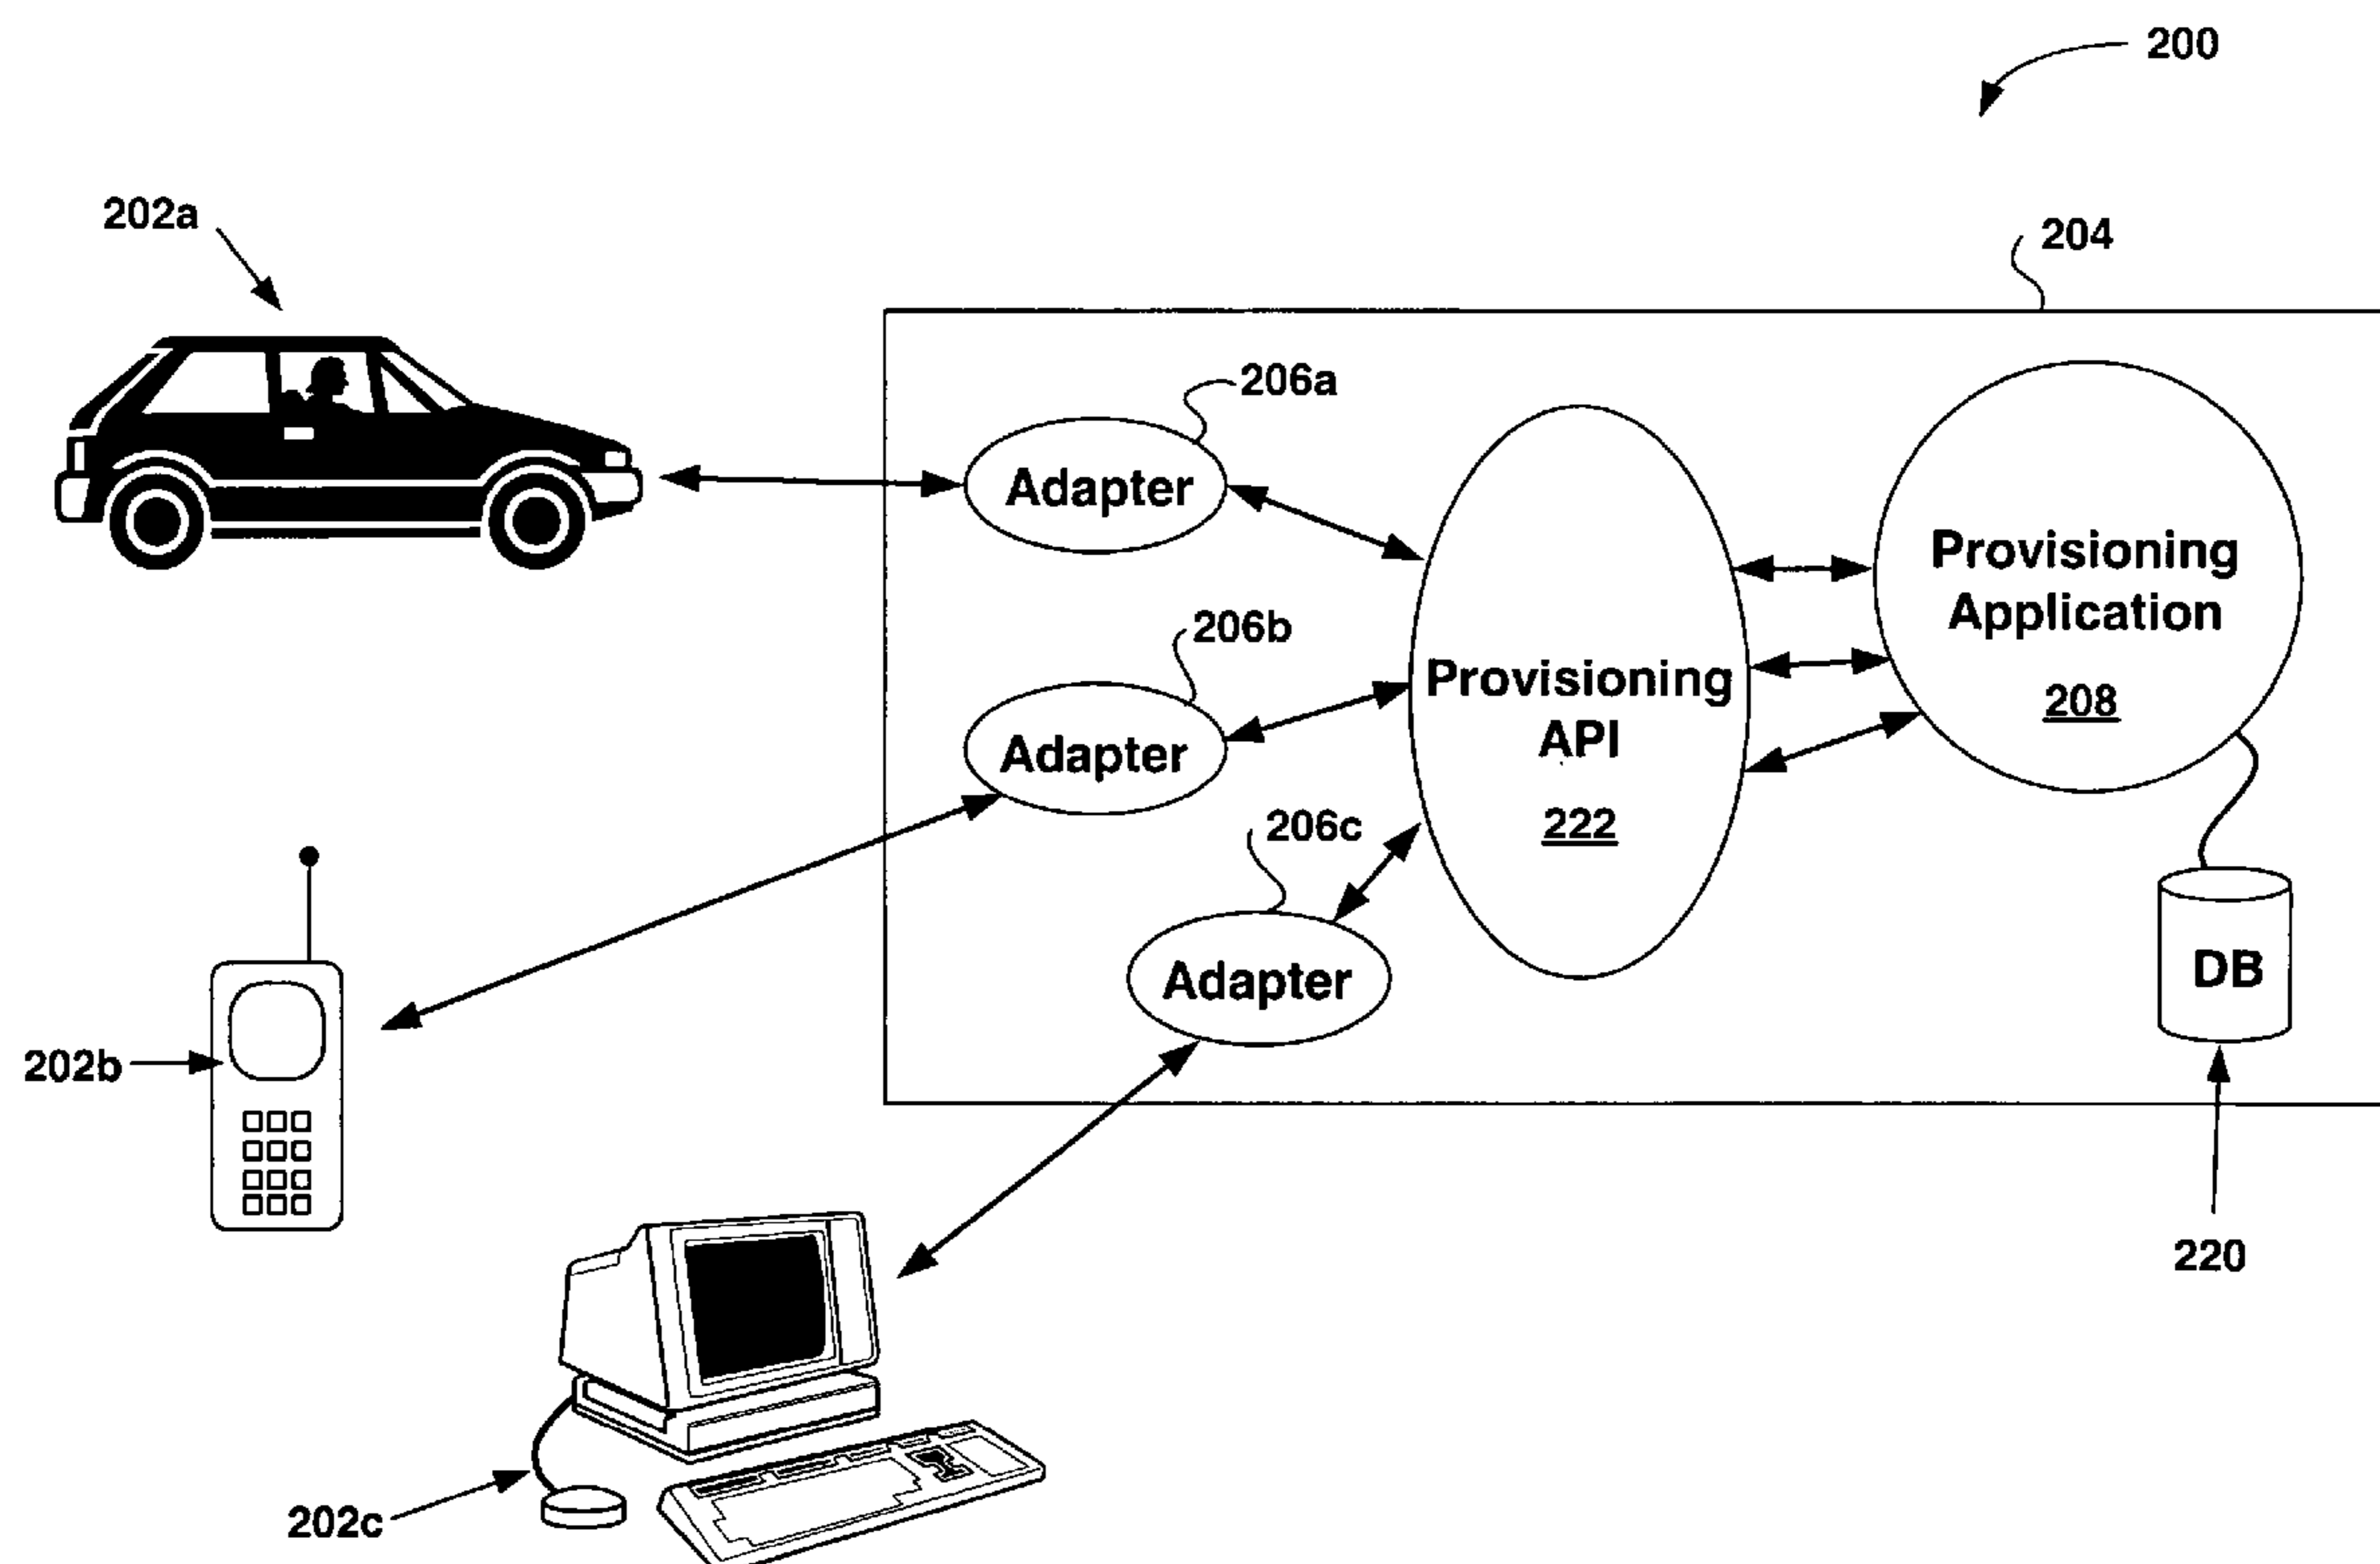 200
202a
204
206a
Adapter
Provisioning
Application
208
206b
Adapter
Provisioning
API
222
206c
Adapter
DB
202b
220
202c